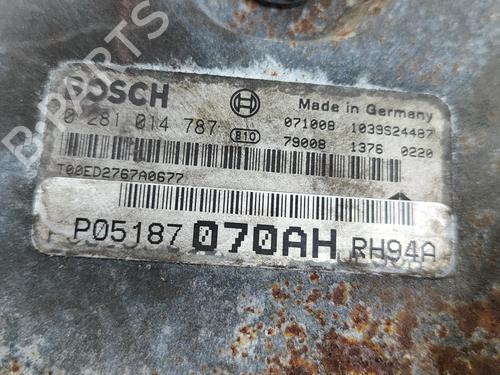 BOSCH
Made in Germany
0 281 014 787
B10
071008 1039S24487
79008 1376 0220
T00ED2767A0677
P05187 070AH RH94A
B-PARTS